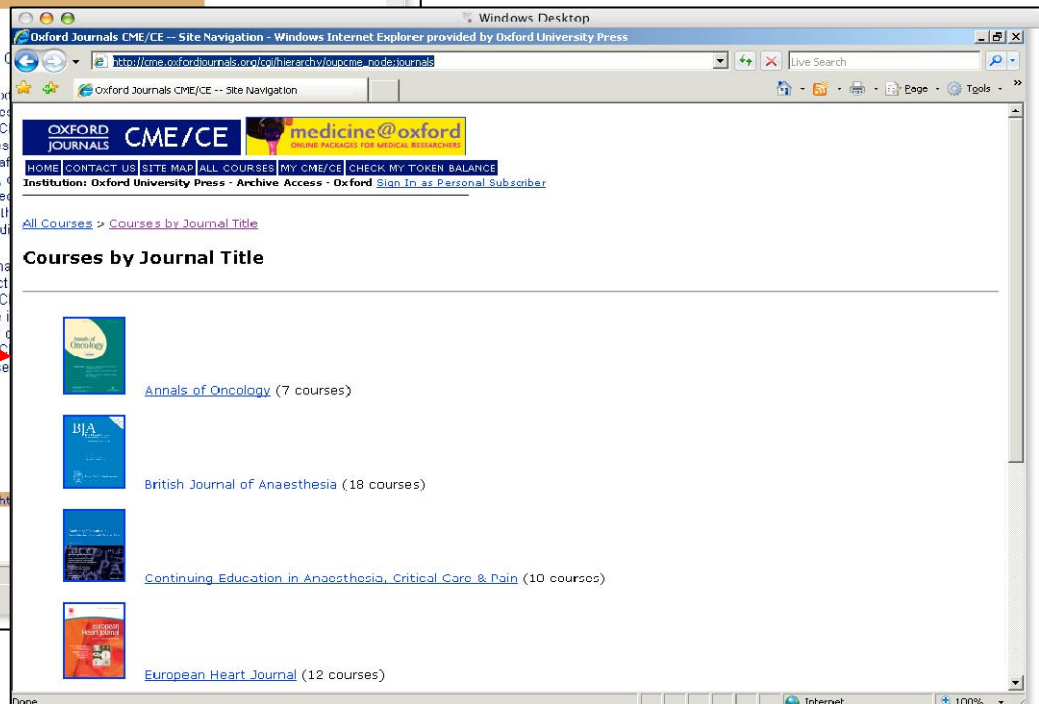 Windows Desktop
Oxford Journals CME/CE -- Site Navigation - Windows Internet Explorer provided by Oxford University Press
http://cme.oxfordjournals.org/cgi/hierarchy/oupcme_node;journals
Live Search
Oxford Journals CME/CE -- Site Navigation
Page
Tools
OXFORD JOURNALS CME/CE
medicine@oxford
ONLINE PACKAGES FOR MEDICAL RESEARCHERS
HOME CONTACT US SITE MAP ALL COURSES MY CME/CE CHECK MY TOKEN BALANCE
Institution: Oxford University Press - Archive Access - Oxford Sign In as Personal Subscriber
All Courses > Courses by Journal Title
Courses by Journal Title
Annals of Oncology
Annals of Oncology (7 courses)
BJA
British Journal of Anaesthesia (18 courses)
Continuing Education in Anaesthesia, Critical Care & Pain (10 courses)
European Heart Journal
European Heart Journal (12 courses)
Done
Internet
100%